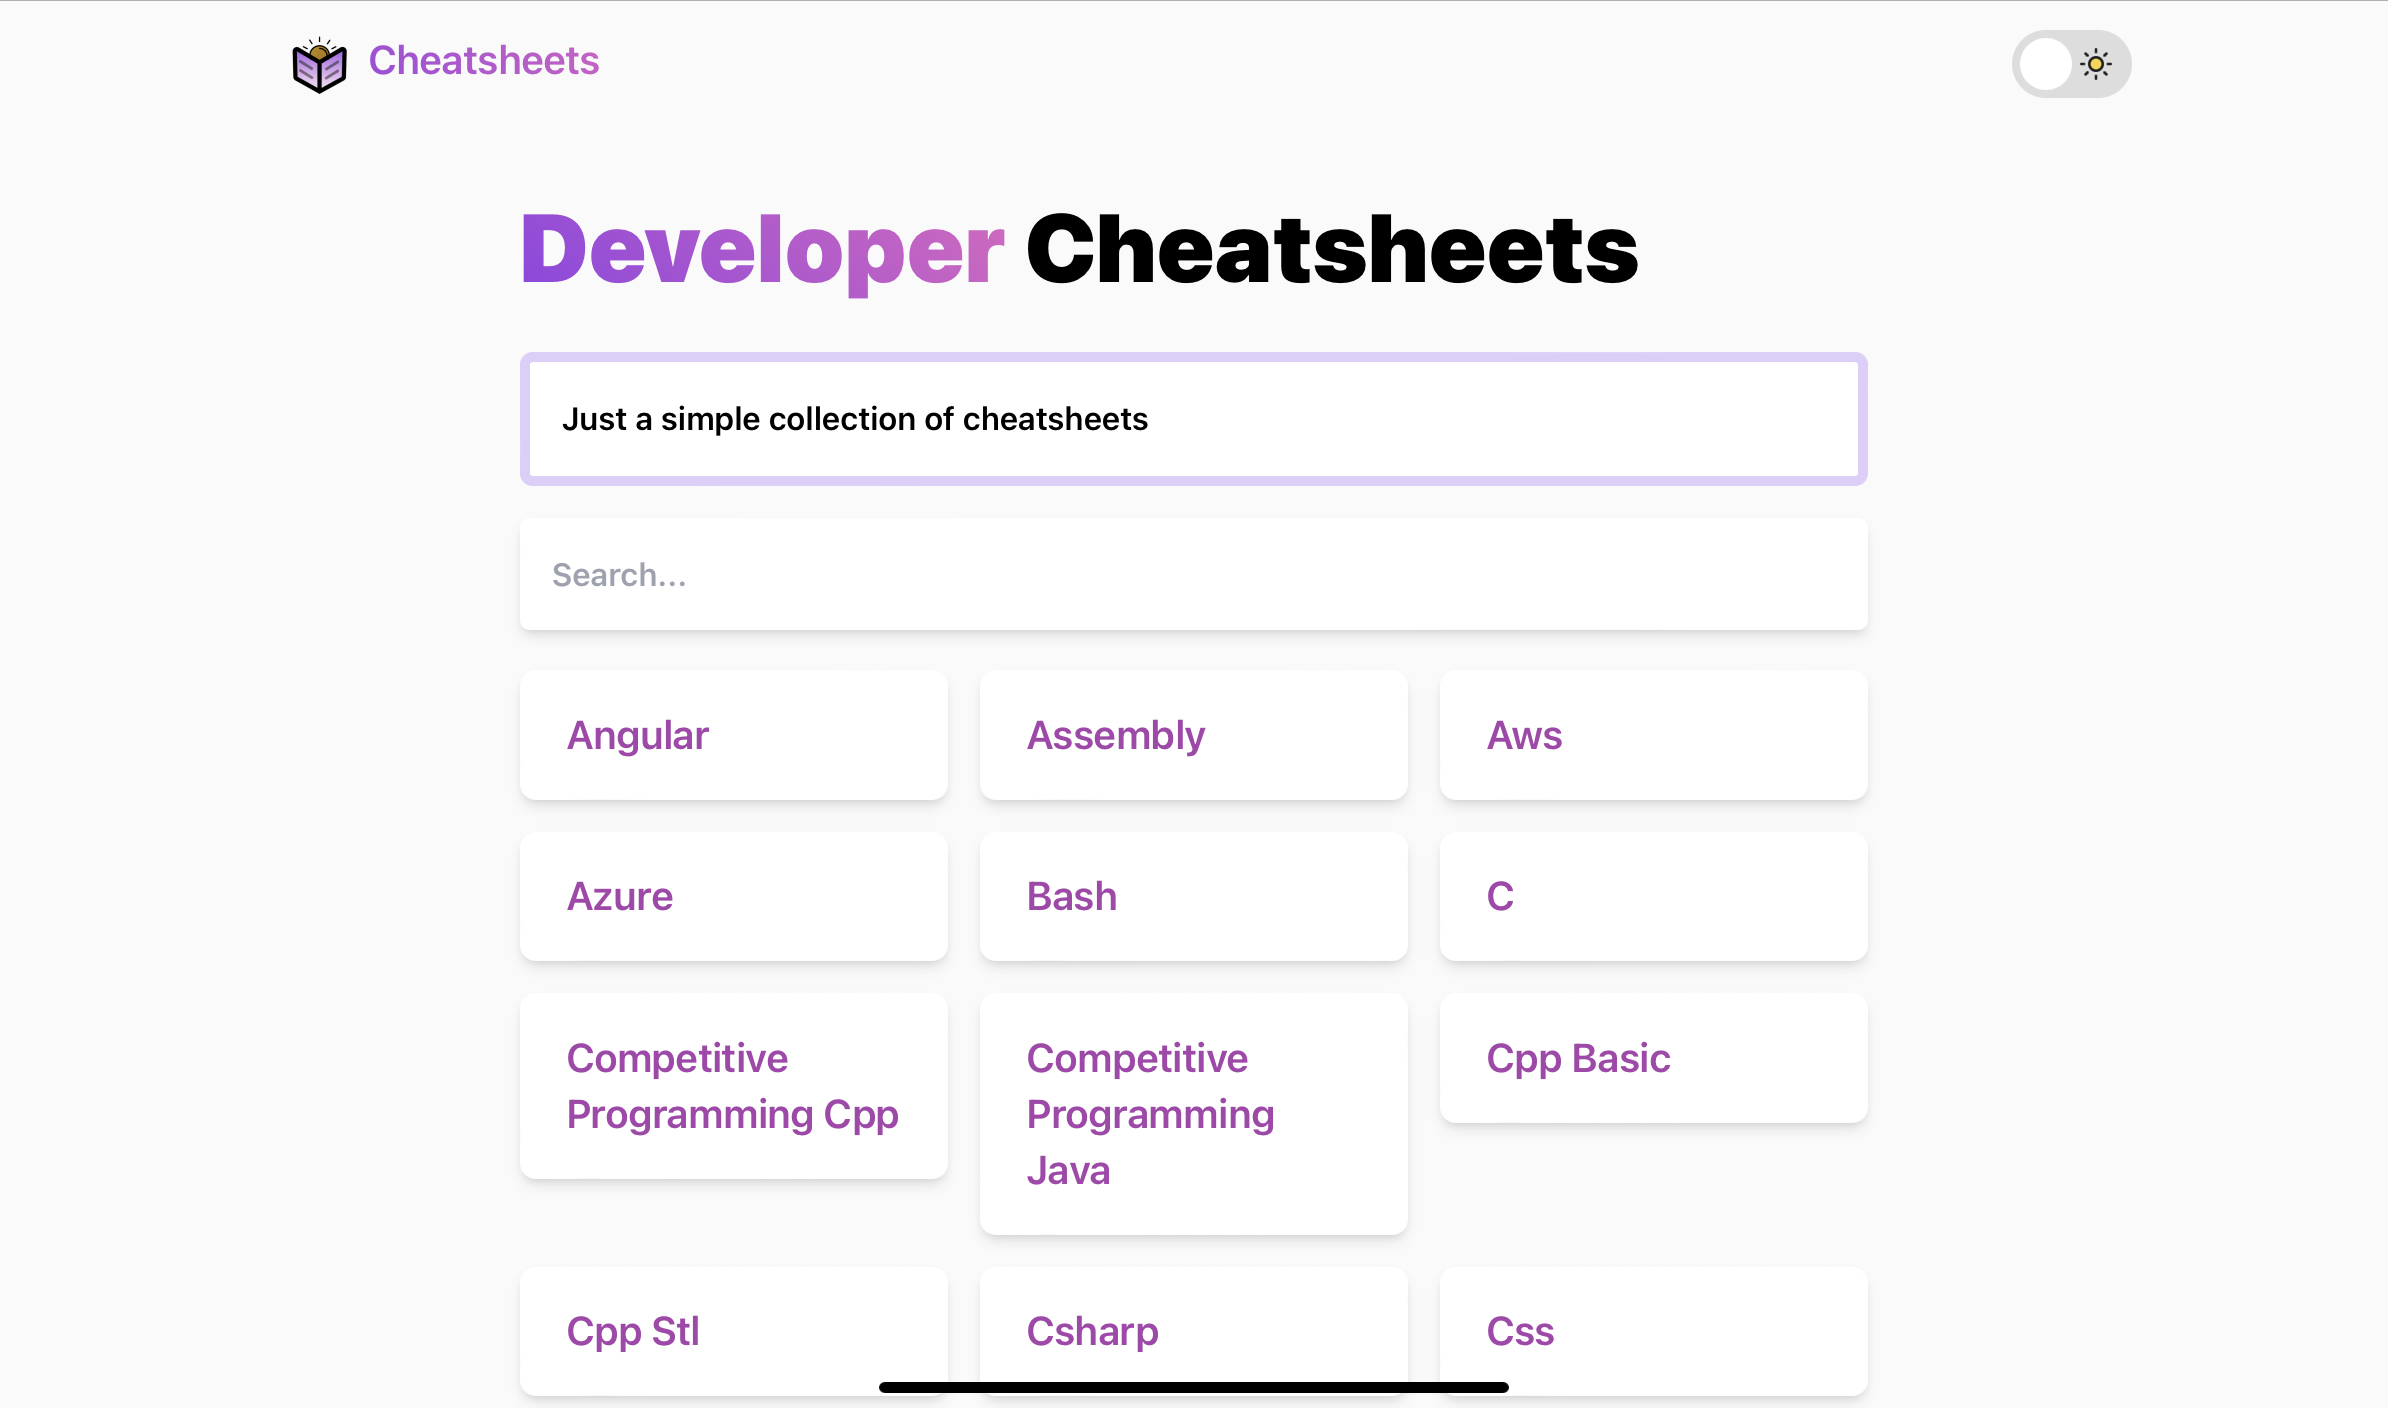 Cheatsheets
Developer Cheatsheets
Just a simple collection of cheatsheets
Search...
Angular
Assembly
Aws
Azure
Bash
C
Competitive
Programming Cpp
Competitive
Programming
Java
Cpp Basic
Cpp Stl
Csharp
Css